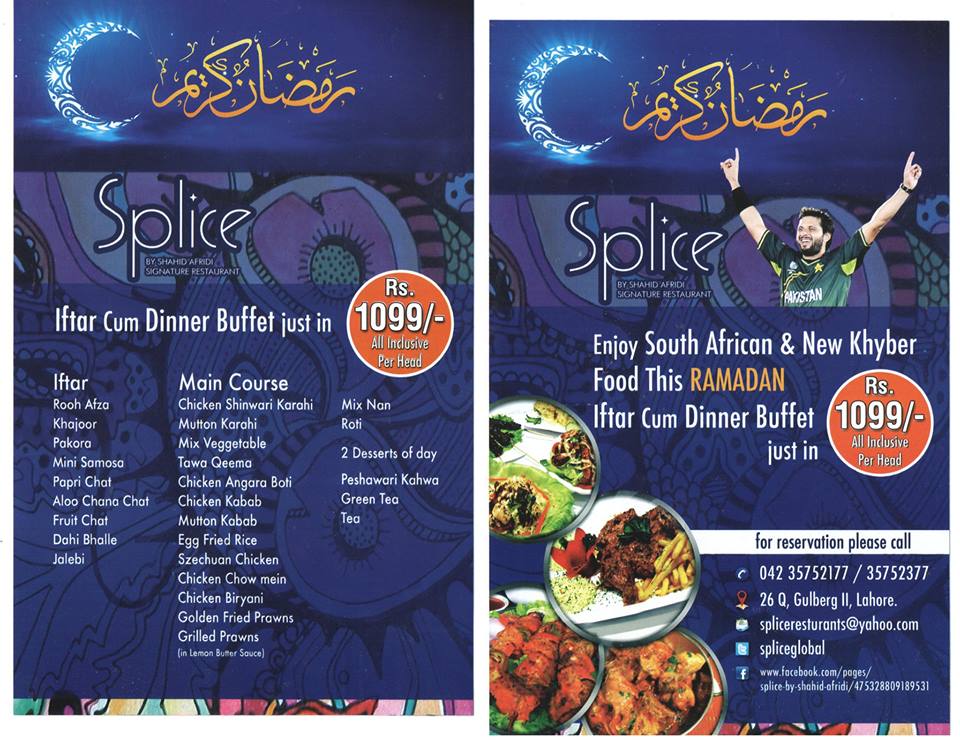 رمضان كريم
Splice
BY SHAHID AFRIDI
SIGNATURE RESTAURANT
Iftar Cum Dinner Buffet just in
Rs.
1099/-
All Inclusive
Per Head
Iftar
Rooh Afza
Khajoor
Pakora
Mini Samosa
Papri Chat
Aloo Chana Chat
Fruit Chat
Dahi Bhalle
Jalebi
Main Course
Chicken Shinwari Karahi
Mutton Karahi
Mix Veggetable
Tawa Qeema
Chicken Angara Boti
Chicken Kabab
Mutton Kabab
Egg Fried Rice
Szechuan Chicken
Chicken Chow mein
Chicken Biryani
Golden Fried Prawns
Grilled Prawns
(in Lemon Butter Sauce)
Mix Nan
Roti
2 Desserts of day
Peshawari Kahwa
Green Tea
Tea
رَمَضَانُ كَرِيم
Splice
BY SHAHID AFRIDI
SIGNATURE RESTAURANT
PAKISTAN
Enjoy South African & New Khyber
Food This RAMADAN
Iftar Cum Dinner Buffet
just in
Rs.
1099/-
All Inclusive
Per Head
for reservation please call
042 35752177 / 35752377
26 Q, Gulberg II, Lahore.
spliceresturants@yahoo.com
spliceglobal
www.facebook.com/pages/
splice-by-shahid-afridi/475328809189531